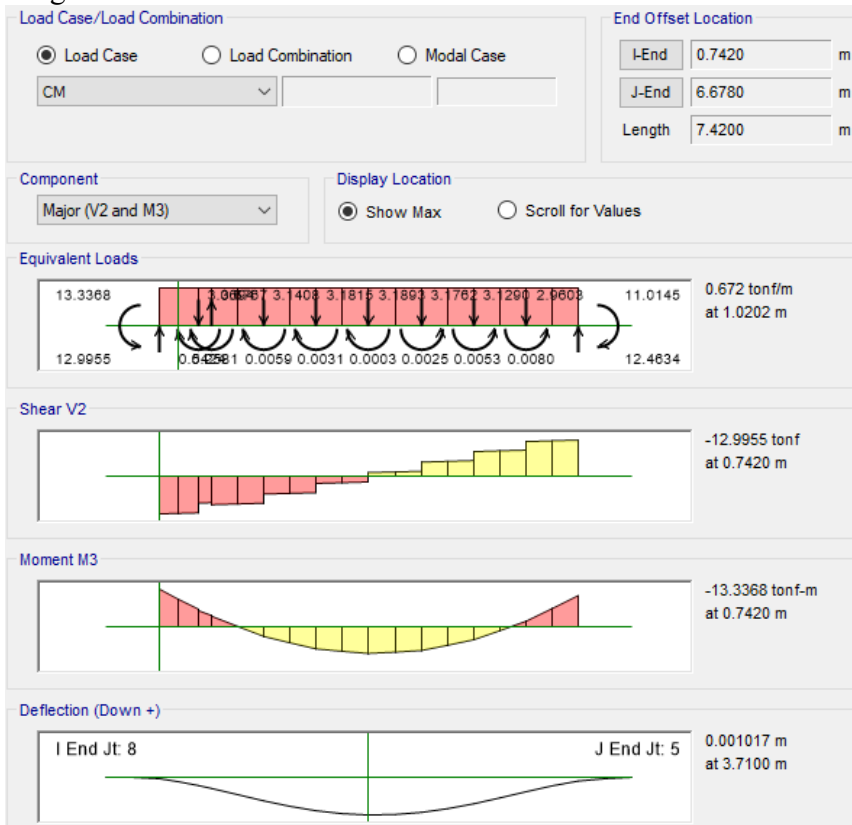 Load Case/Load Combination
End Offset Location
Load Case Load Combination Modal Case
CM
I-End 0.7420 m
J-End 6.6780 m
Length 7.4200 m
Component
Display Location
Major (V2 and M3)
Show Max Scroll for Values
Equivalent Loads
13.3368 3.1408 3.1815 3.1893 3.1762 3.1290 2.9603 11.0145
12.9955 0.0059 0.0031 0.0003 0.0025 0.0053 0.0080 12.4634
0.672 tonf/m
at 1.0202 m
Shear V2
-12.9955 tonf
at 0.7420 m
Moment M3
-13.3368 tonf-m
at 0.7420 m
Deflection (Down +)
I End Jt: 8 J End Jt: 5
0.001017 m
at 3.7100 m